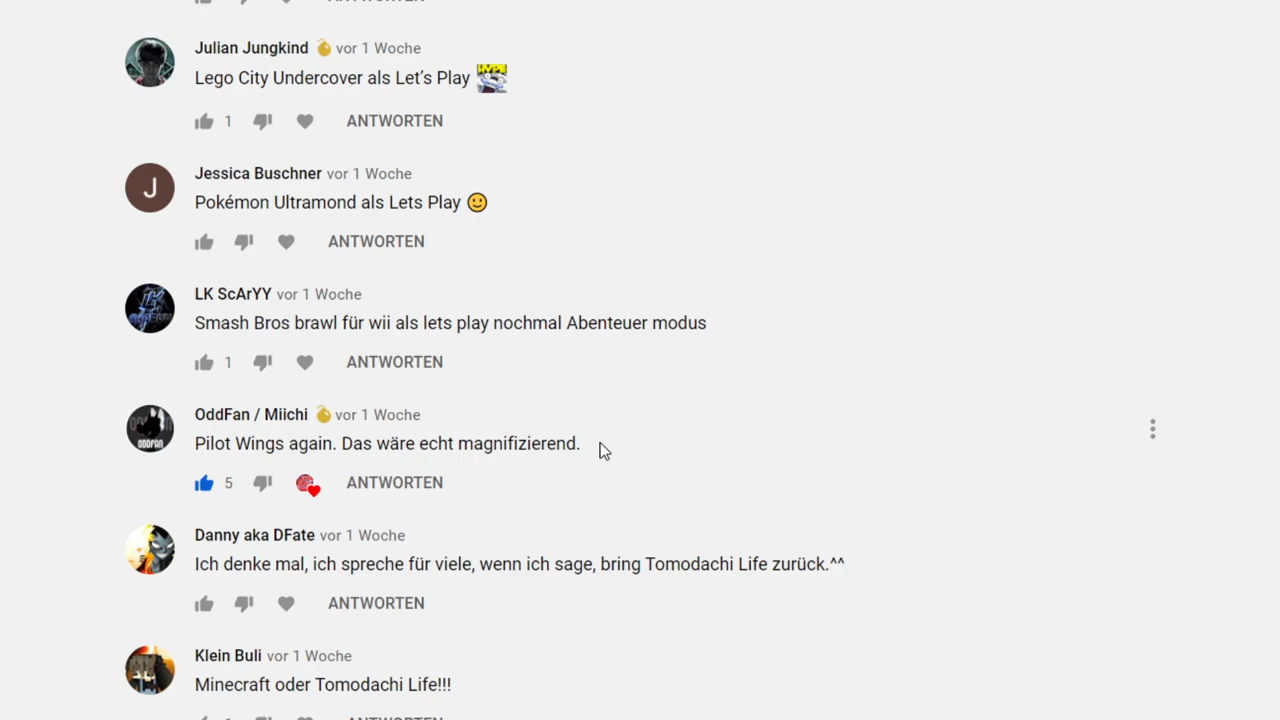 ANTWORTEN
Julian Jungkind vor 1 Woche
Lego City Undercover als Let’s Play
1 ANTWORTEN
J
Jessica Buschner vor 1 Woche
Pokémon Ultramond als Lets Play 🙂
ANTWORTEN
LK ScArYY vor 1 Woche
Smash Bros brawl für wii als lets play nochmal Abenteuer modus
1 ANTWORTEN
OddFan / Miichi vor 1 Woche
Pilot Wings again. Das wäre echt magnifizierend.
ODDFAN
5 ANTWORTEN
Danny aka DFate vor 1 Woche
Ich denke mal, ich spreche für viele, wenn ich sage, bring Tomodachi Life zurück.^^
ANTWORTEN
Klein Buli vor 1 Woche
Minecraft oder Tomodachi Life!!!
ANTWORTEN